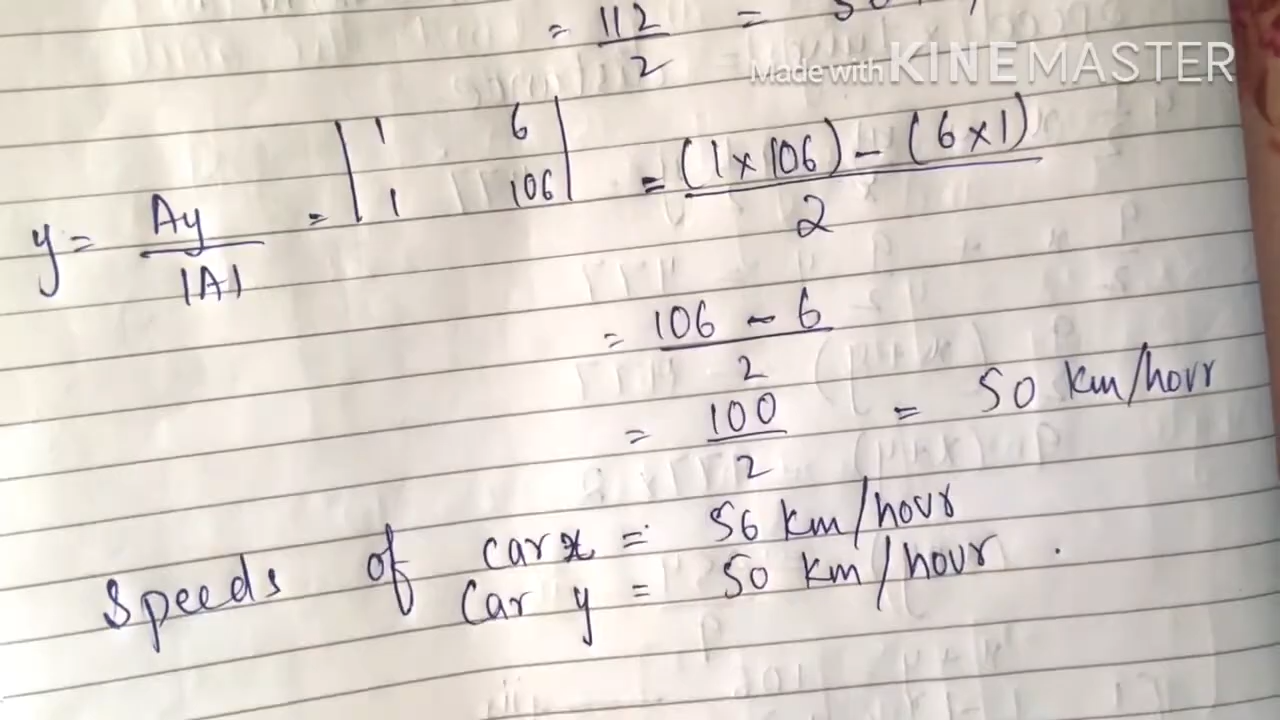 = 112/2 =
Made with KINEMASTER
y = Ay/|A| = |1 6| = (1×106) - (6×1)/2
|1 106|
= 106 - 6/2
= 100/2 = 50 km/hour
Speeds of car x = 56 km/hour
Car y = 50 km/hour.